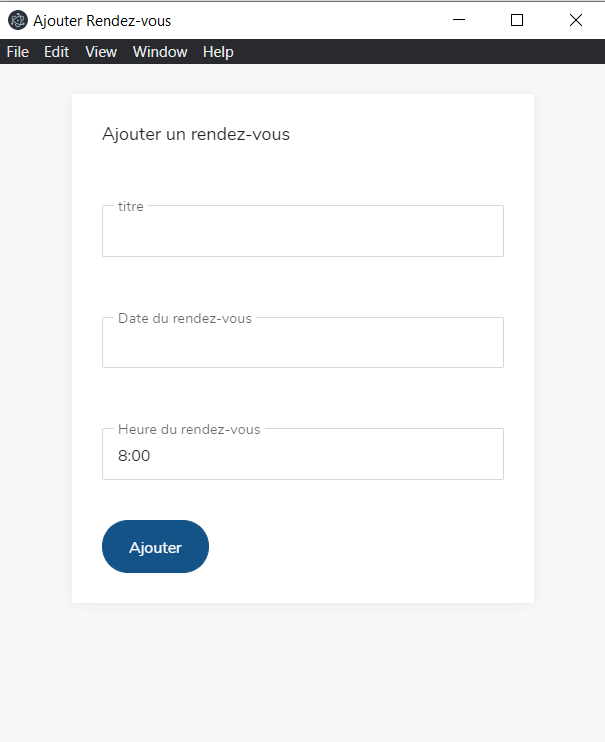 Ajouter Rendez-vous
File Edit View Window Help
Ajouter un rendez-vous
titre
Date du rendez-vous
Heure du rendez-vous
8:00
Ajouter